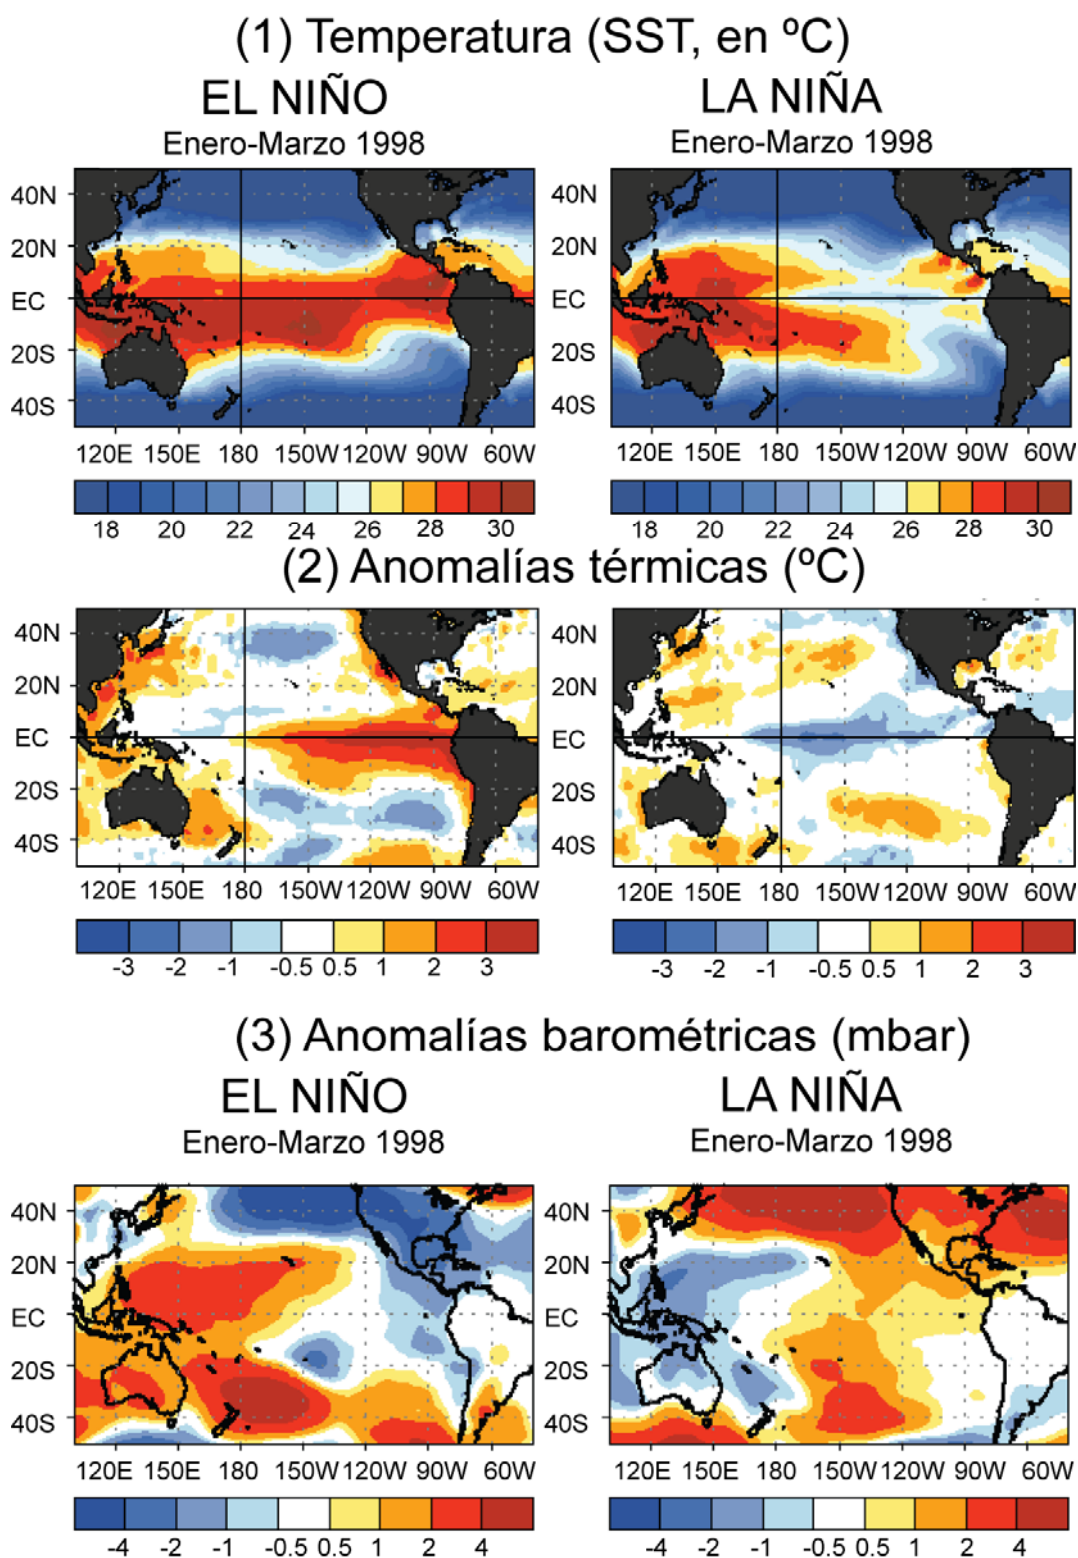 (1) Temperatura (SST, en ºC)
EL NIÑO
LA NIÑA
Enero-Marzo 1998
Enero-Marzo 1998
40N
20N
EC
20S
40S
120E 150E 180 150W 120W 90W 60W
40N
20N
EC
20S
40S
120E 150E 180 150W 120W 90W 60W
18 20 22 24 26 28 30
18 20 22 24 26 28 30
(2) Anomalías térmicas (ºC)
40N
20N
EC
20S
40S
120E 150E 180 150W 120W 90W 60W
40N
20N
EC
20S
40S
120E 150E 180 150W 120W 90W 60W
-3 -2 -1 -0.5 0.5 1 2 3
-3 -2 -1 -0.5 0.5 1 2 3
(3) Anomalías barométricas (mbar)
EL NIÑO
LA NIÑA
Enero-Marzo 1998
Enero-Marzo 1998
40N
20N
EC
20S
40S
120E 150E 180 150W 120W 90W 60W
40N
20N
EC
20S
40S
120E 150E 180 150W 120W 90W 60W
-4 -2 -1 -0.5 0.5 1 2 4
-4 -2 -1 -0.5 0.5 1 2 4